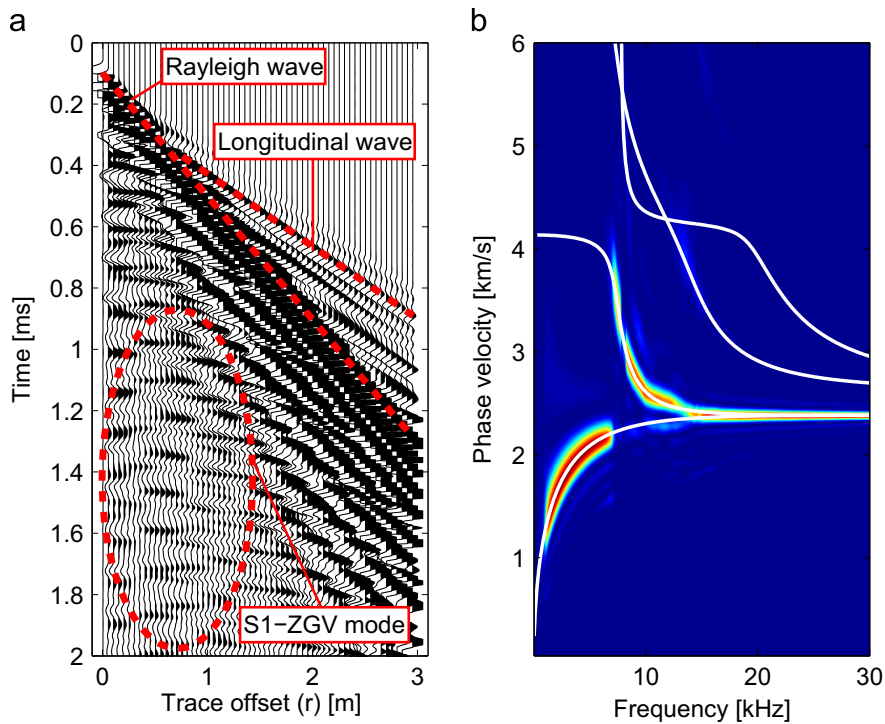 a
0
0.2
0.4
0.6
0.8
1
1.2
1.4
1.6
1.8
2
Time [ms]
Rayleigh wave
Longitudinal wave
S1−ZGV mode
0
1
2
3
Trace offset (r) [m]
b
6
5
4
3
2
1
Phase velocity [km/s]
10
20
30
Frequency [kHz]